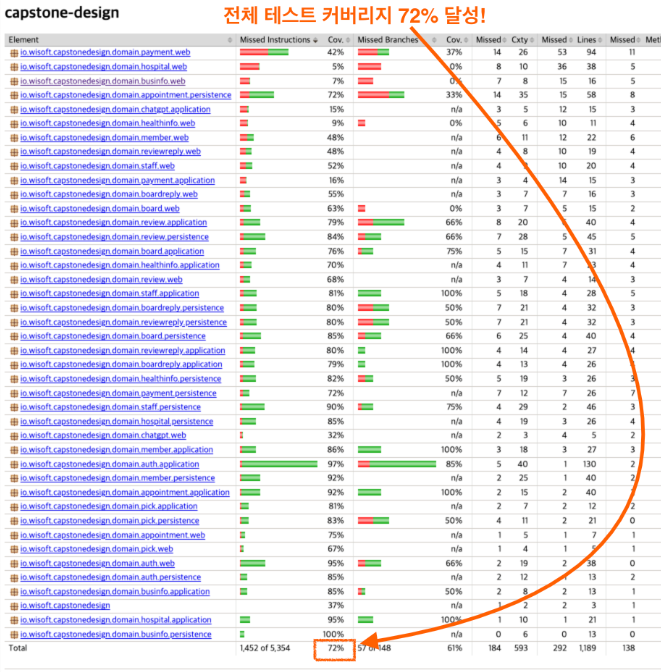 capstone-design 전체 테스트 커버리지 72% 달성!
Element Missed Instructions Cov. Missed Branches Cov. Missed Cxty Missed Lines Missed Met
io.wisoft.capstonedesign.domain.payment.web 42% 37% 14 26 53 94 11
io.wisoft.capstonedesign.domain.hospital.web 5% 0% 8 10 36 38 5
io.wisoft.capstonedesign.domain.businfo.web 7% 0% 7 8 15 16 5
io.wisoft.capstonedesign.domain.appointment.persistence 72% 33% 14 35 15 58 8
io.wisoft.capstonedesign.domain.chatgpt.application 15% n/a 3 5 12 15 3
io.wisoft.capstonedesign.domain.healthinfo.web 9% 0% 5 6 10 11 4
io.wisoft.capstonedesign.domain.member.web 48% n/a 6 11 12 22 6
io.wisoft.capstonedesign.domain.reviewreply.web 48% n/a 4 8 10 19 4
io.wisoft.capstonedesign.domain.staff.web 52% n/a 4 10 20 4
io.wisoft.capstonedesign.domain.payment.application 16% n/a 3 4 14 15 3
io.wisoft.capstonedesign.domain.boardreply.web 55% n/a 3 7 7 16 3
io.wisoft.capstonedesign.domain.board.web 63% 0% 3 7 5 15 2
io.wisoft.capstonedesign.domain.review.application 79% 66% 8 20 40 4
io.wisoft.capstonedesign.domain.review.persistence 84% 66% 7 28 5 45 5
io.wisoft.capstonedesign.domain.board.application 76% 75% 5 15 7 31 4
io.wisoft.capstonedesign.domain.healthinfo.application 70% n/a 4 11 7 4
io.wisoft.capstonedesign.domain.review.web 68% n/a 3 7 4 14 3
io.wisoft.capstonedesign.domain.staff.application 81% 100% 5 18 4 28 5
io.wisoft.capstonedesign.domain.boardreply.persistence 80% 50% 7 21 4 32 3
io.wisoft.capstonedesign.domain.reviewreply.persistence 80% 50% 7 21 4 32 3
io.wisoft.capstonedesign.domain.board.persistence 85% 66% 6 25 4 40 4
io.wisoft.capstonedesign.domain.reviewreply.application 80% 100% 4 14 4 27 4
io.wisoft.capstonedesign.domain.boardreply.application 79% 100% 4 13 4 26
io.wisoft.capstonedesign.domain.healthinfo.persistence 82% 50% 5 19 3 26 3
io.wisoft.capstonedesign.domain.payment.persistence 72% n/a 7 12 7 26 7
io.wisoft.capstonedesign.domain.staff.persistence 90% 75% 4 29 2 46 3
io.wisoft.capstonedesign.domain.hospital.persistence 85% n/a 4 19 3 26 4
io.wisoft.capstonedesign.domain.chatgpt.web 32% n/a 2 3 4 5 2
io.wisoft.capstonedesign.domain.member.application 86% 100% 3 18 3 27 3
io.wisoft.capstonedesign.domain.auth.application 97% 85% 5 40 1 130 2
io.wisoft.capstonedesign.domain.member.persistence 92% n/a 2 25 1 40 2
io.wisoft.capstonedesign.domain.appointment.application 92% 100% 2 15 2 40
io.wisoft.capstonedesign.domain.pick.application 81% n/a 2 7 2 12 2
io.wisoft.capstonedesign.domain.pick.persistence 83% 50% 4 11 2 21 0
io.wisoft.capstonedesign.domain.appointment.web 75% n/a 1 5 1 7 1
io.wisoft.capstonedesign.domain.pick.web 67% n/a 1 4 1 1
io.wisoft.capstonedesign.domain.auth.web 95% 66% 2 19 2 38 0
io.wisoft.capstonedesign.domain.auth.persistence 85% n/a 2 12 1 13 2
io.wisoft.capstonedesign.domain.businfo.application 85% 50% 2 8 2 13 1
io.wisoft.capstonedesign 37% n/a 1 2 2 3 1
io.wisoft.capstonedesign.domain.hospital.application 95% 100% 1 10 1 21 1
io.wisoft.capstonedesign.domain.businfo.persistence 100% n/a 0 6 0 13 0
Total 1,452 of 5,354 72% 57 of 148 61% 184 593 292 1,189 138